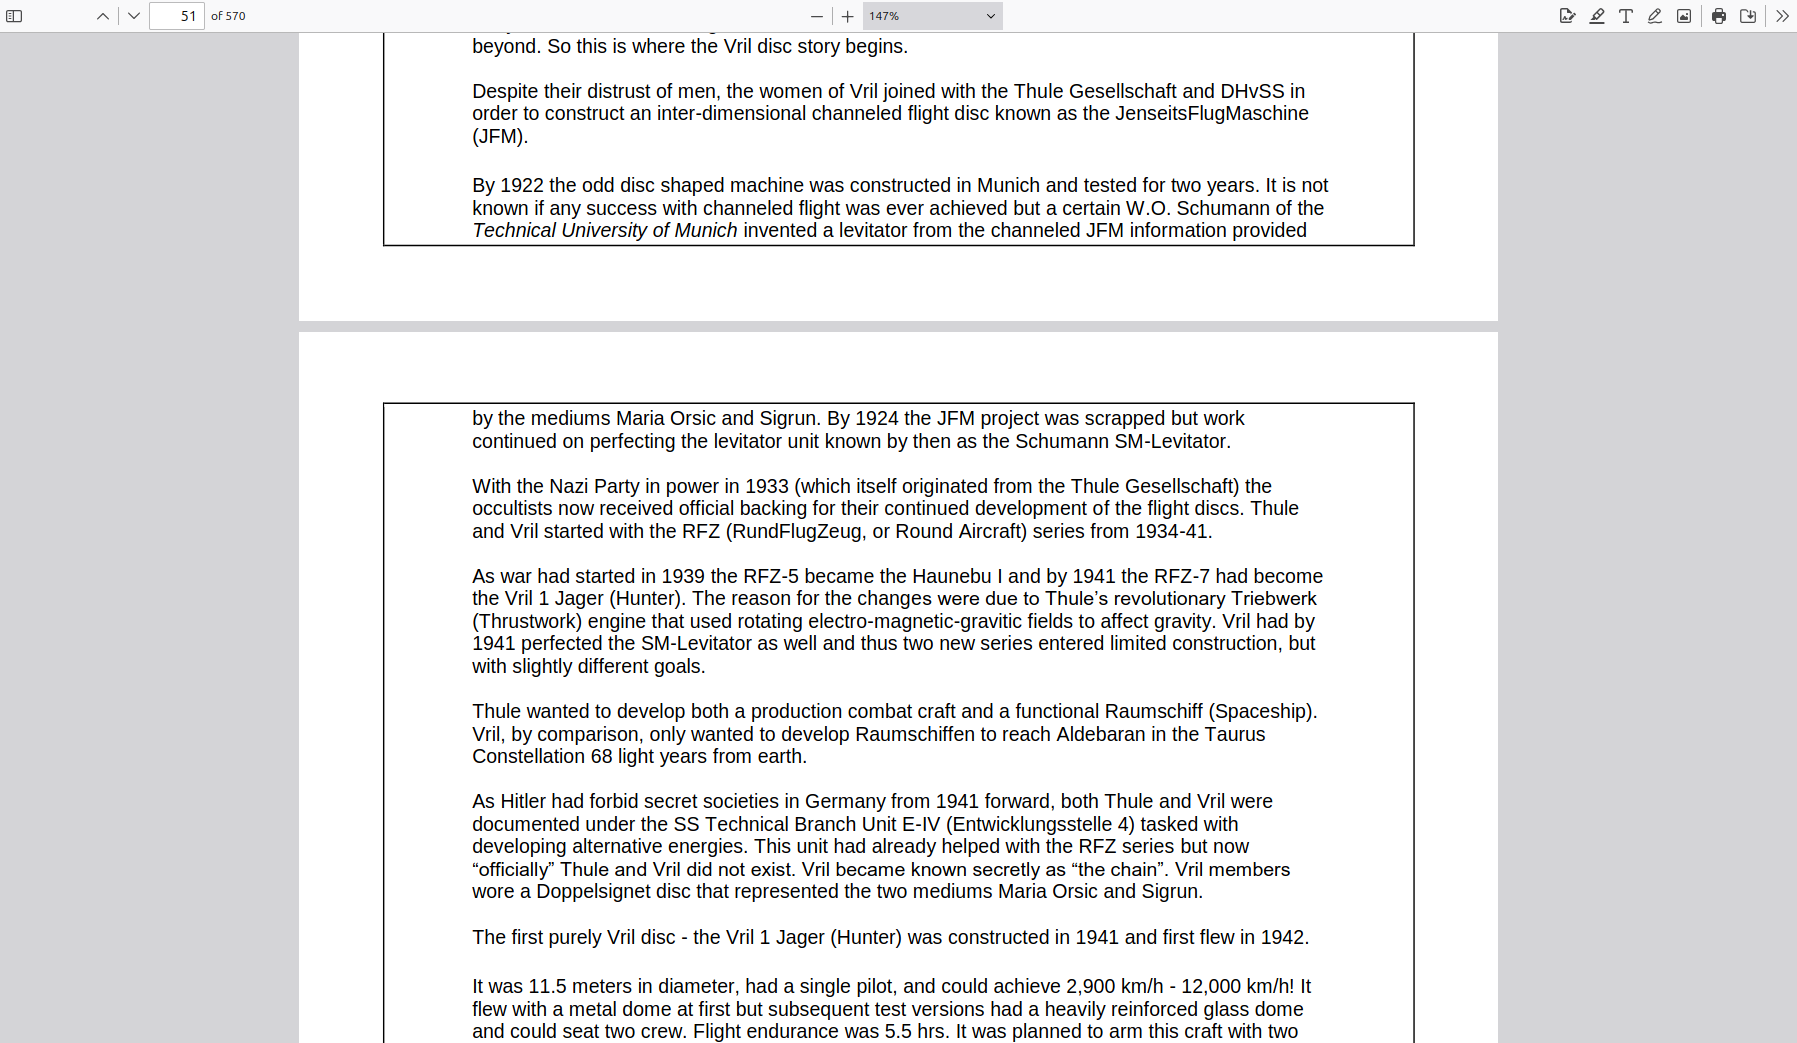 51 of 570
147%
beyond. So this is where the Vril disc story begins.
Despite their distrust of men, the women of Vril joined with the Thule Gesellschaft and DHvSS in
order to construct an inter-dimensional channeled flight disc known as the JenseitsFlugMaschine
(JFM).
By 1922 the odd disc shaped machine was constructed in Munich and tested for two years. It is not
known if any success with channeled flight was ever achieved but a certain W.O. Schumann of the
Technical University of Munich invented a levitator from the channeled JFM information provided
by the mediums Maria Orsic and Sigrun. By 1924 the JFM project was scrapped but work
continued on perfecting the levitator unit known by then as the Schumann SM-Levitator.
With the Nazi Party in power in 1933 (which itself originated from the Thule Gesellschaft) the
occultists now received official backing for their continued development of the flight discs. Thule
and Vril started with the RFZ (RundFlugZeug, or Round Aircraft) series from 1934-41.
As war had started in 1939 the RFZ-5 became the Haunebu I and by 1941 the RFZ-7 had become
the Vril 1 Jager (Hunter). The reason for the changes were due to Thule’s revolutionary Triebwerk
(Thrustwork) engine that used rotating electro-magnetic-gravitic fields to affect gravity. Vril had by
1941 perfected the SM-Levitator as well and thus two new series entered limited construction, but
with slightly different goals.
Thule wanted to develop both a production combat craft and a functional Raumschiff (Spaceship).
Vril, by comparison, only wanted to develop Raumschiffen to reach Aldebaran in the Taurus
Constellation 68 light years from earth.
As Hitler had forbid secret societies in Germany from 1941 forward, both Thule and Vril were
documented under the SS Technical Branch Unit E-IV (Entwicklungsstelle 4) tasked with
developing alternative energies. This unit had already helped with the RFZ series but now
“officially” Thule and Vril did not exist. Vril became known secretly as “the chain”. Vril members
wore a Doppelsignet disc that represented the two mediums Maria Orsic and Sigrun.
The first purely Vril disc - the Vril 1 Jager (Hunter) was constructed in 1941 and first flew in 1942.
It was 11.5 meters in diameter, had a single pilot, and could achieve 2,900 km/h - 12,000 km/h! It
flew with a metal dome at first but subsequent test versions had a heavily reinforced glass dome
and could seat two crew. Flight endurance was 5.5 hrs. It was planned to arm this craft with two